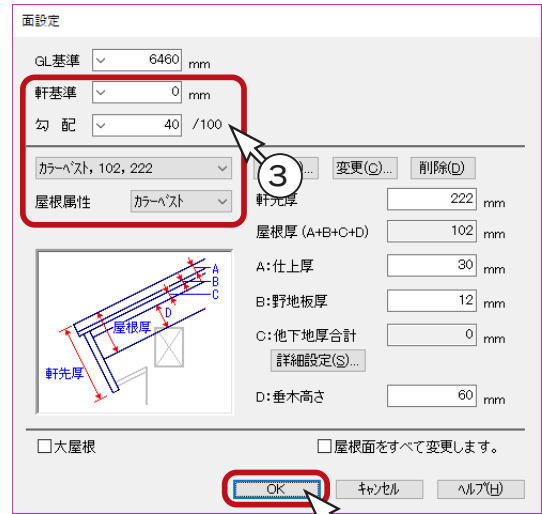 面設定
GL基準 6460 mm
軒基準 0 mm
勾 配 40 /100
ｶﾗｰﾍﾞｽﾄ, 102, 222
)... 変更(C)... 削除(D)
3
屋根属性 ｶﾗｰﾍﾞｽﾄ
軒先厚 222 mm
屋根厚 (A+B+C+D) 102 mm
A:仕上厚 30 mm
B:野地板厚 12 mm
C:他下地厚合計 0 mm
詳細設定(S)...
D:垂木高さ 60 mm
A
B
C
D
屋根厚
軒先厚
大屋根
屋根面をすべて変更します。
OK ｷｬﾝｾﾙ ﾍﾙﾌﾟ(H)